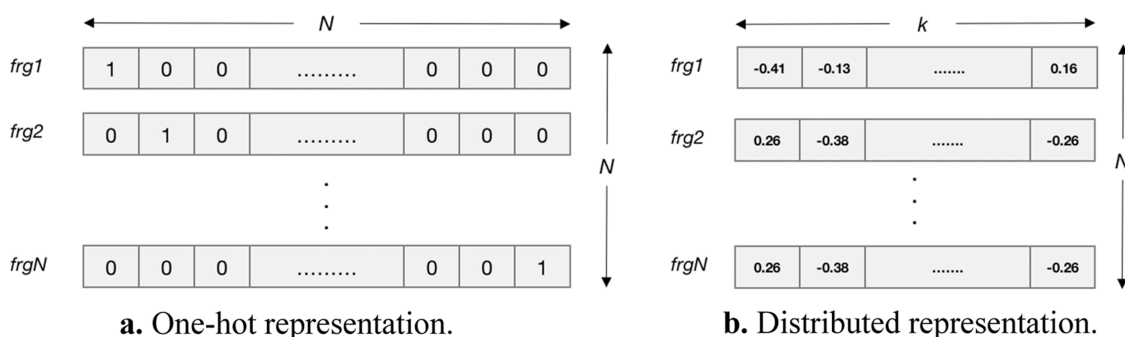 N
frg1 1 0 0 ......... 0 0 0
frg2 0 1 0 ......... 0 0 0
N
frgN 0 0 0 ......... 0 0 1
a. One-hot representation.
k
frg1 -0.41 -0.13 ....... 0.16
frg2 0.26 -0.38 ....... -0.26
N
frgN 0.26 -0.38 ....... -0.26
b. Distributed representation.